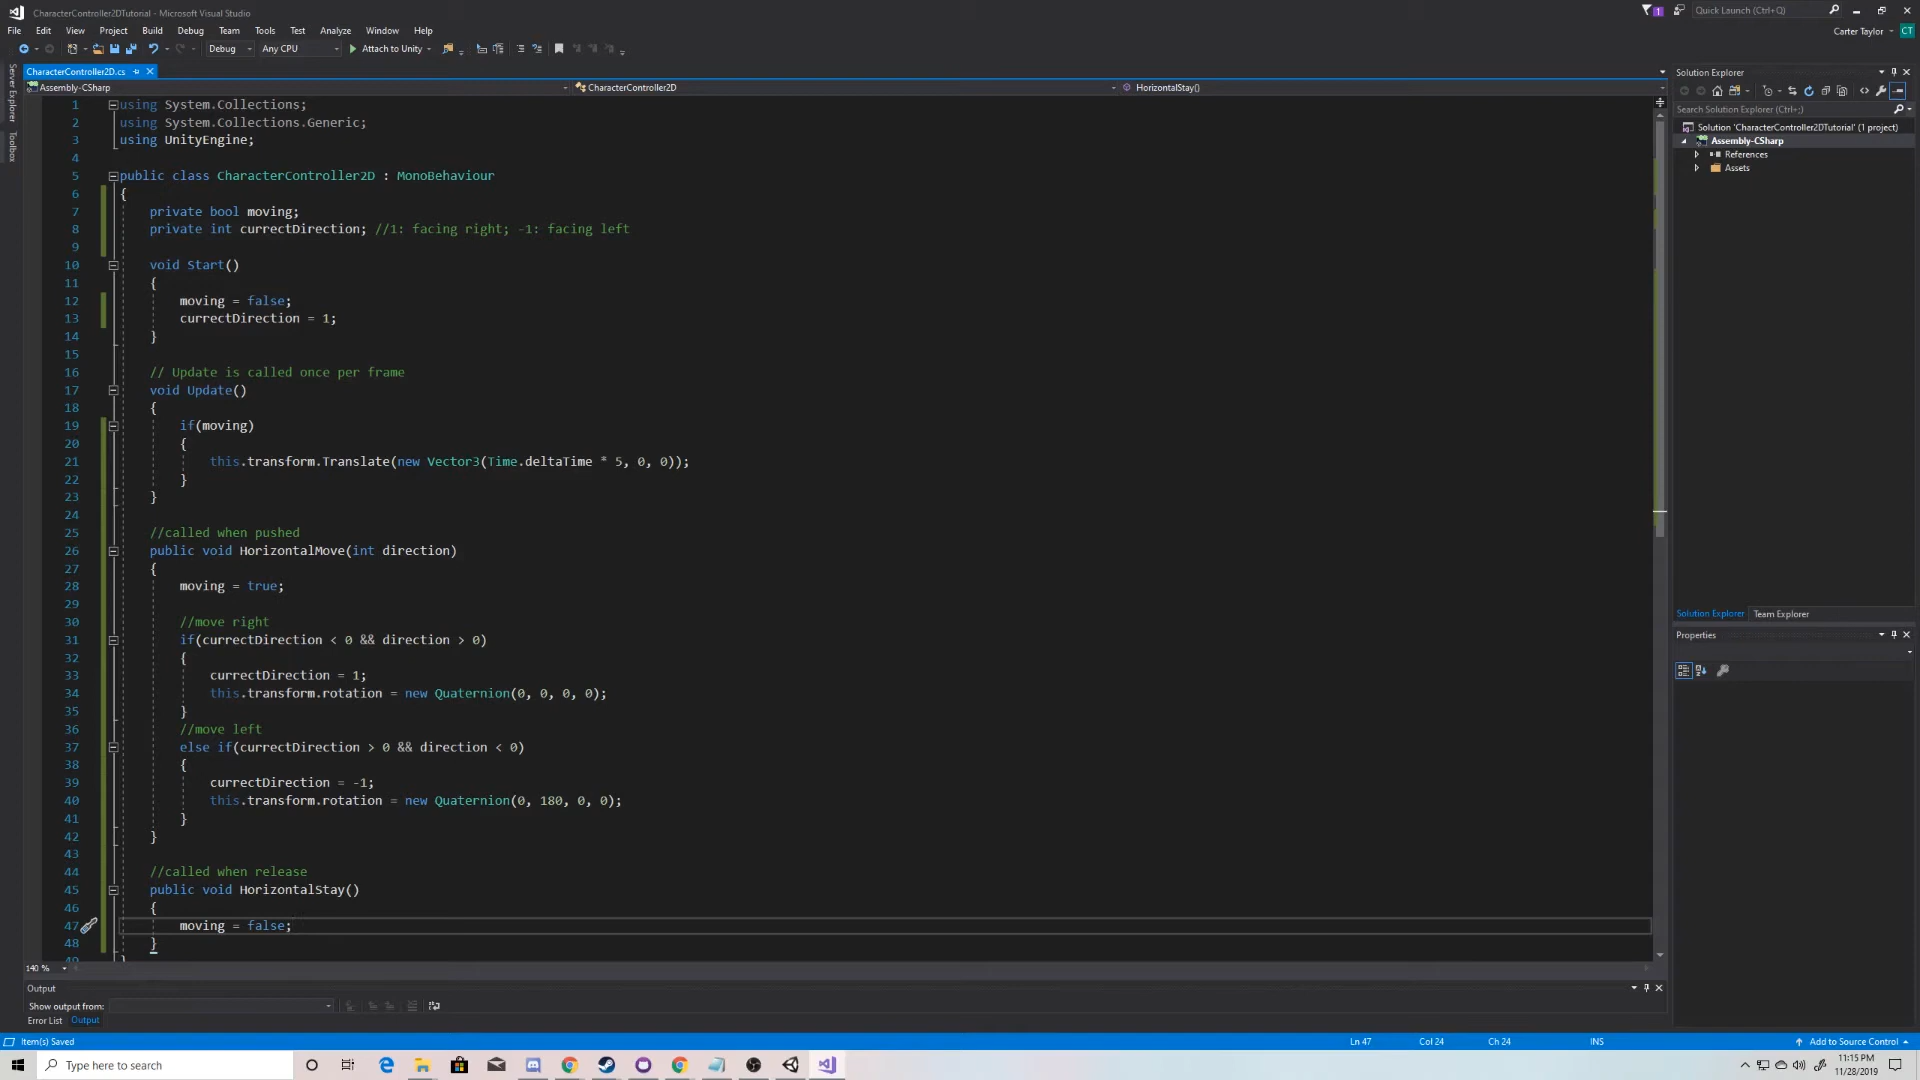 CharacterController2DTutorial - Microsoft Visual Studio
1
Quick Launch (Ctrl+Q)
File Edit View Project Build Debug Team Tools Test Analyze Window Help
Carter Taylor
CT
Debug Any CPU Attach to Unity
Server Explorer
Toolbox
CharacterController2D.cs
Assembly-CSharp CharacterController2D HorizontalStay()
1 using System.Collections;
2 using System.Collections.Generic;
3 using UnityEngine;
4
5 public class CharacterController2D : MonoBehaviour
6 {
7 private bool moving;
8 private int currectDirection; //1: facing right; -1: facing left
9
10 void Start()
11 {
12 moving = false;
13 currectDirection = 1;
14 }
15
16 // Update is called once per frame
17 void Update()
18 {
19 if(moving)
20 {
21 this.transform.Translate(new Vector3(Time.deltaTime * 5, 0, 0));
22 }
23 }
24
25 //called when pushed
26 public void HorizontalMove(int direction)
27 {
28 moving = true;
29
30 //move right
31 if(currectDirection < 0 && direction > 0)
32 {
33 currectDirection = 1;
34 this.transform.rotation = new Quaternion(0, 0, 0, 0);
35 }
36 //move left
37 else if(currectDirection > 0 && direction < 0)
38 {
39 currectDirection = -1;
40 this.transform.rotation = new Quaternion(0, 180, 0, 0);
41 }
42 }
43
44 //called when release
45 public void HorizontalStay()
46 {
47 moving = false;
48 }
49 }
140 %
Output
Show output from:
Error List Output
Solution Explorer
Search Solution Explorer (Ctrl+;)
Solution 'CharacterController2DTutorial' (1 project)
Assembly-CSharp
References
Assets
Solution Explorer Team Explorer
Properties
Item(s) Saved Ln 47 Col 24 Ch 24 INS Add to Source Control
Type here to search
11:15 PM
11/28/2019